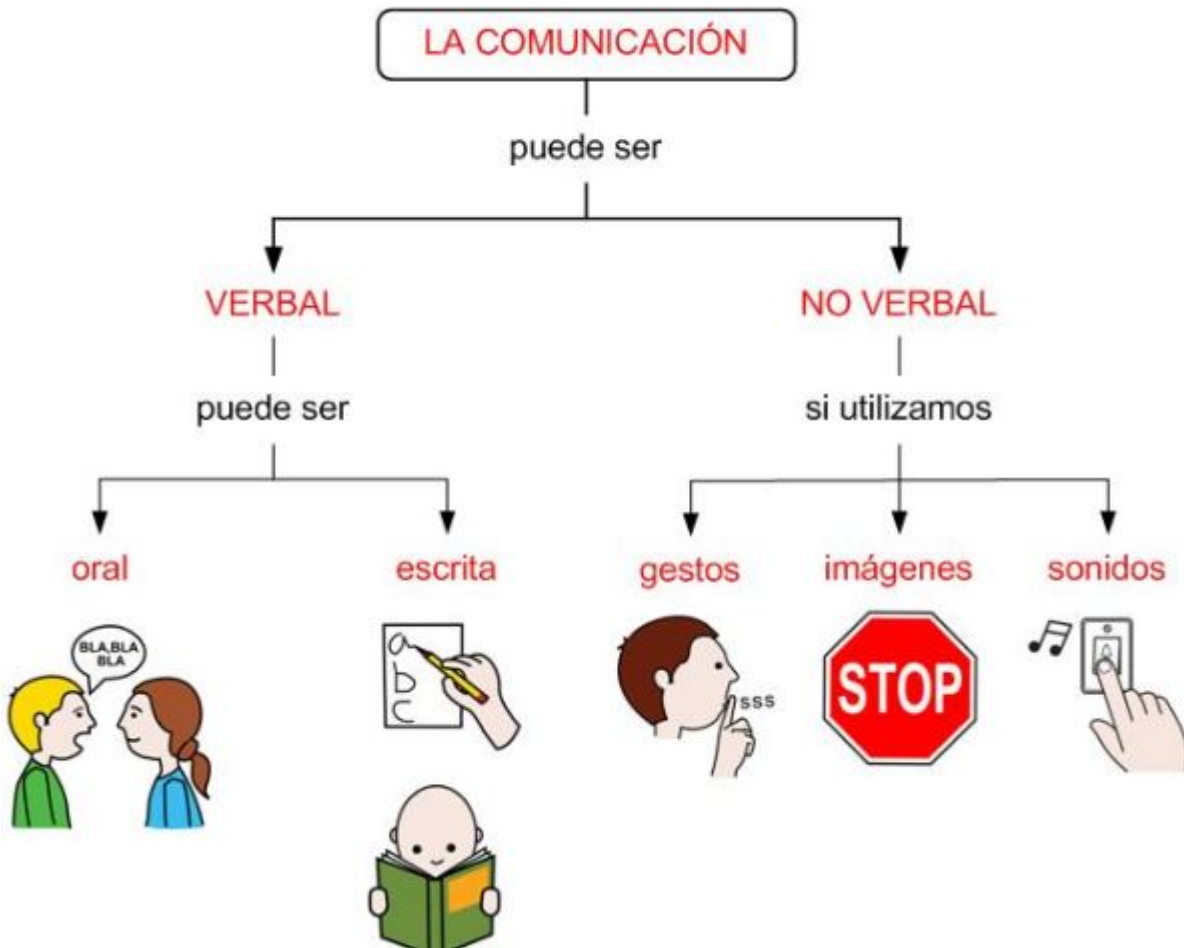 LA COMUNICACIÓN
puede ser
VERBAL
NO VERBAL
puede ser
si utilizamos
oral
escrita
gestos
imágenes
sonidos
BLA,BLA
BLA
a
b
c
sss
STOP